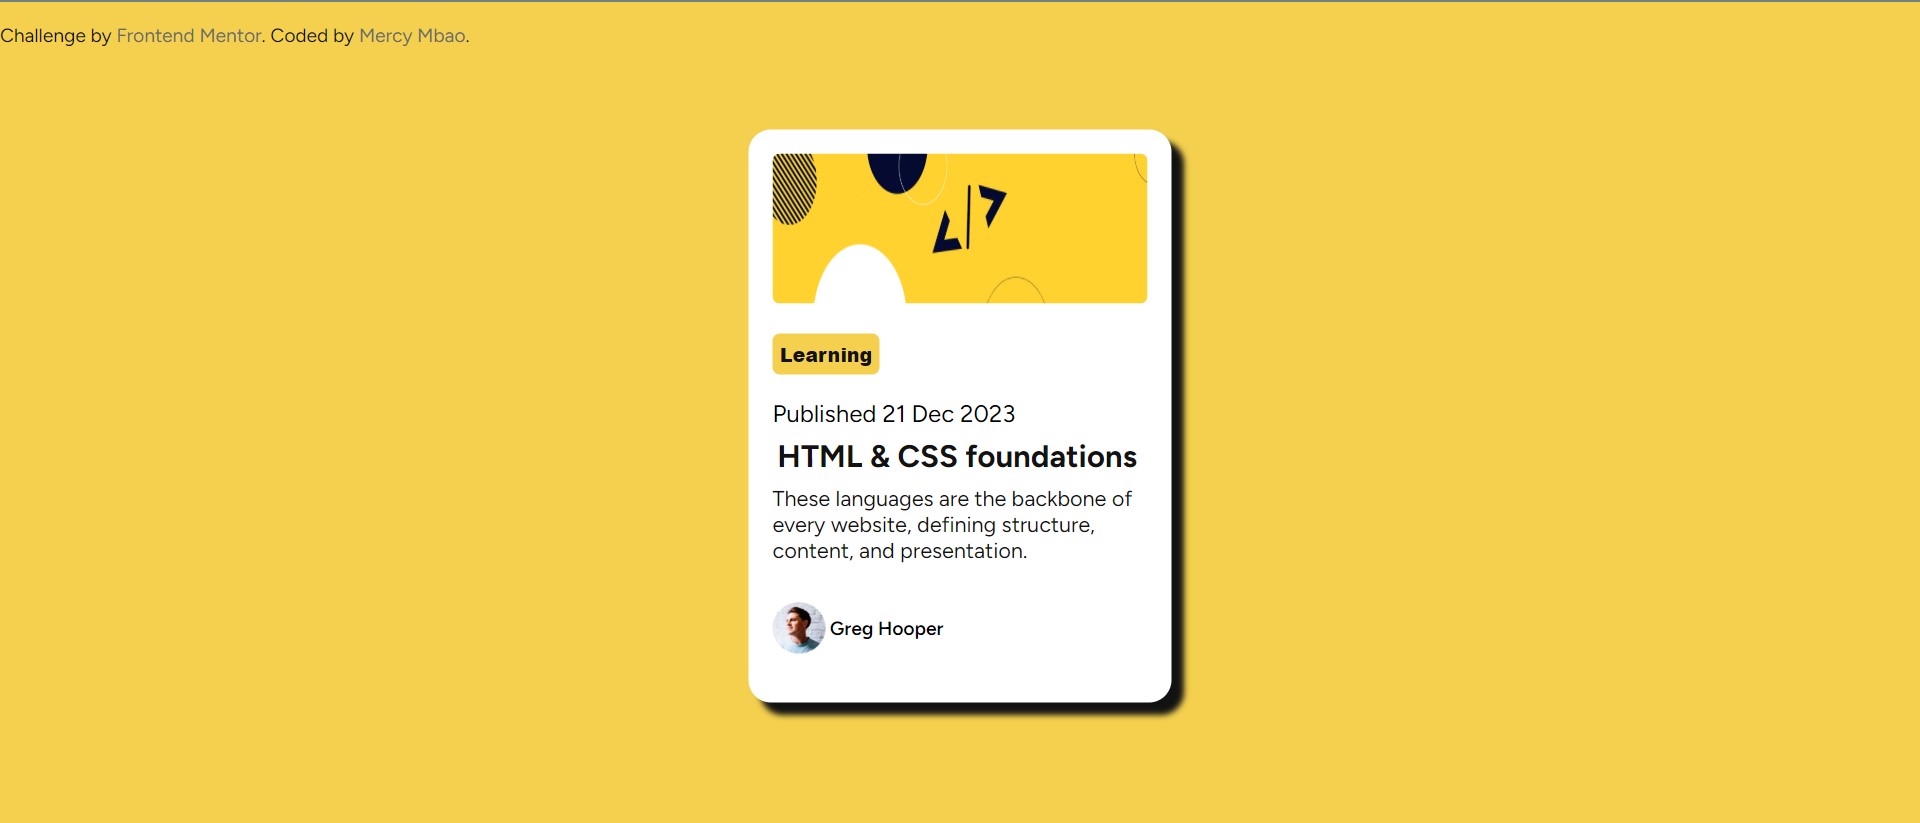 Challenge by Frontend Mentor. Coded by Mercy Mbao.
Learning
Published 21 Dec 2023
HTML & CSS foundations
These languages are the backbone of
every website, defining structure,
content, and presentation.
Greg Hooper